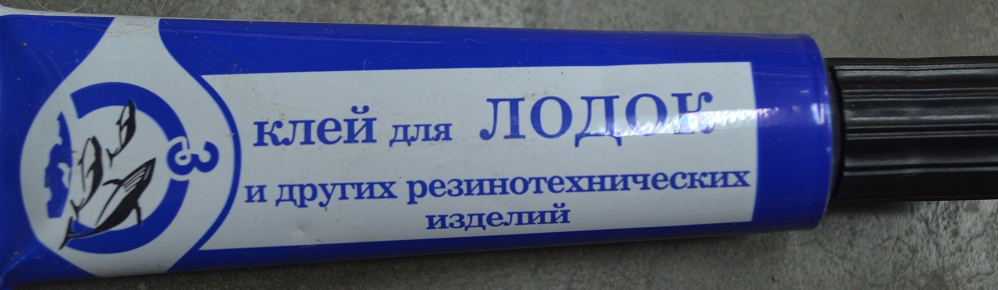 клей для ЛОДОК
и других резинотехнических
изделий